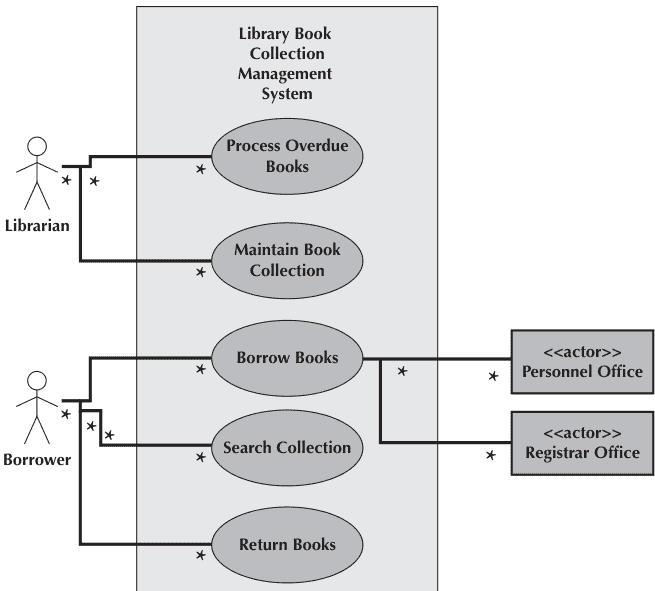 Library Book
Collection
Management
System
Process Overdue
Books
*
*
*
Librarian
Maintain Book
Collection
*
Borrow Books
*
*
*
<<actor>>
Personnel Office
*
*
*
Borrower
Search Collection
*
<<actor>>
Registrar Office
*
Return Books
*